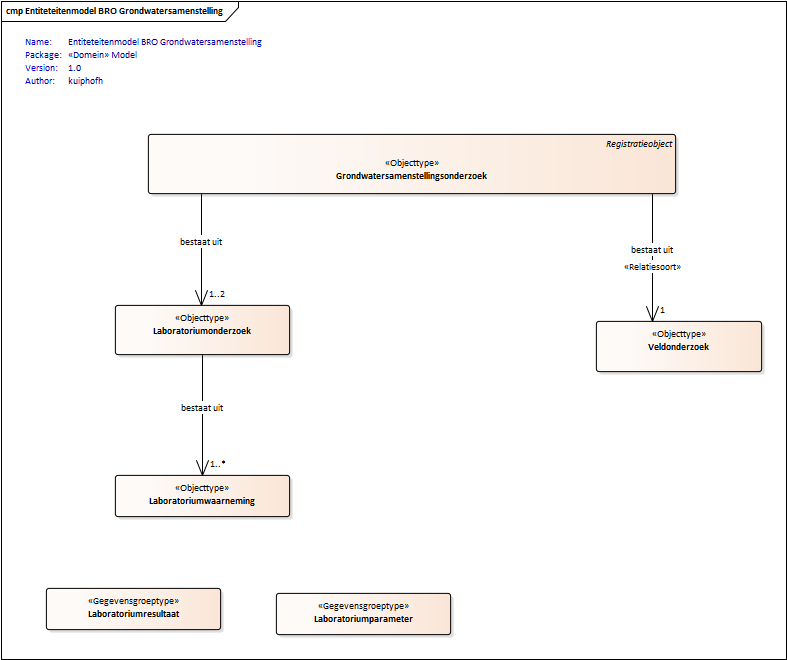 cmp Entiteteitenmodel BRO Grondwatersamenstelling
Name: Entiteteitenmodel BRO Grondwatersamenstelling
Package: «Domein» Model
Version: 1.0
Author: kuiphofh
Registratieobject
«Objecttype»
Grondwatersamenstellingsonderzoek
bestaat uit
1..2
bestaat uit
«Relatiesoort»
1
«Objecttype»
Laboratoriumonderzoek
«Objecttype»
Veldonderzoek
bestaat uit
1..*
«Objecttype»
Laboratoriumwaarneming
«Gegevensgroeptype»
Laboratoriumresultaat
«Gegevensgroeptype»
Laboratoriumparameter